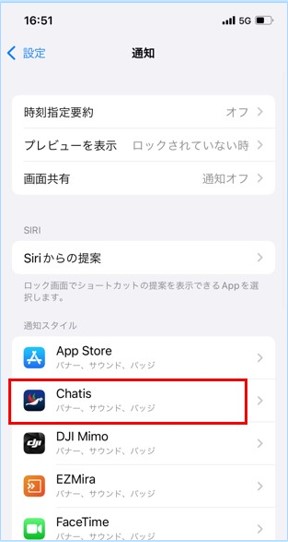 16:51 5G
設定 通知
時刻指定要約 オフ
プレビューを表示 ロックされていない時
画面共有 通知オフ
SIRI
Siriからの提案
ロック画面でショートカットの提案を表示できるAppを選
択します。
通知スタイル
App Store
バナー、サウンド、バッジ
Chatis
バナー、サウンド、バッジ
dji
DJI Mimo
バナー、サウンド、バッジ
EZMira
バナー、サウンド、バッジ
FaceTime
バナー、サウンド、バッジ